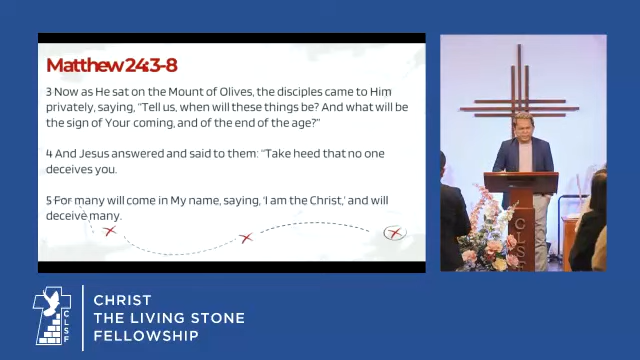 Matthew 24:3-8
3 Now as He sat on the Mount of Olives, the disciples came to Him
privately, saying, “Tell us, when will these things be? And what will be
the sign of Your coming, and of the end of the age?”
4 And Jesus answered and said to them: “Take heed that no one
deceives you.
5 For many will come in My name, saying, ‘I am the Christ,’ and will
deceive many.
CLSF
CLSF
CHRIST
THE LIVING STONE
FELLOWSHIP